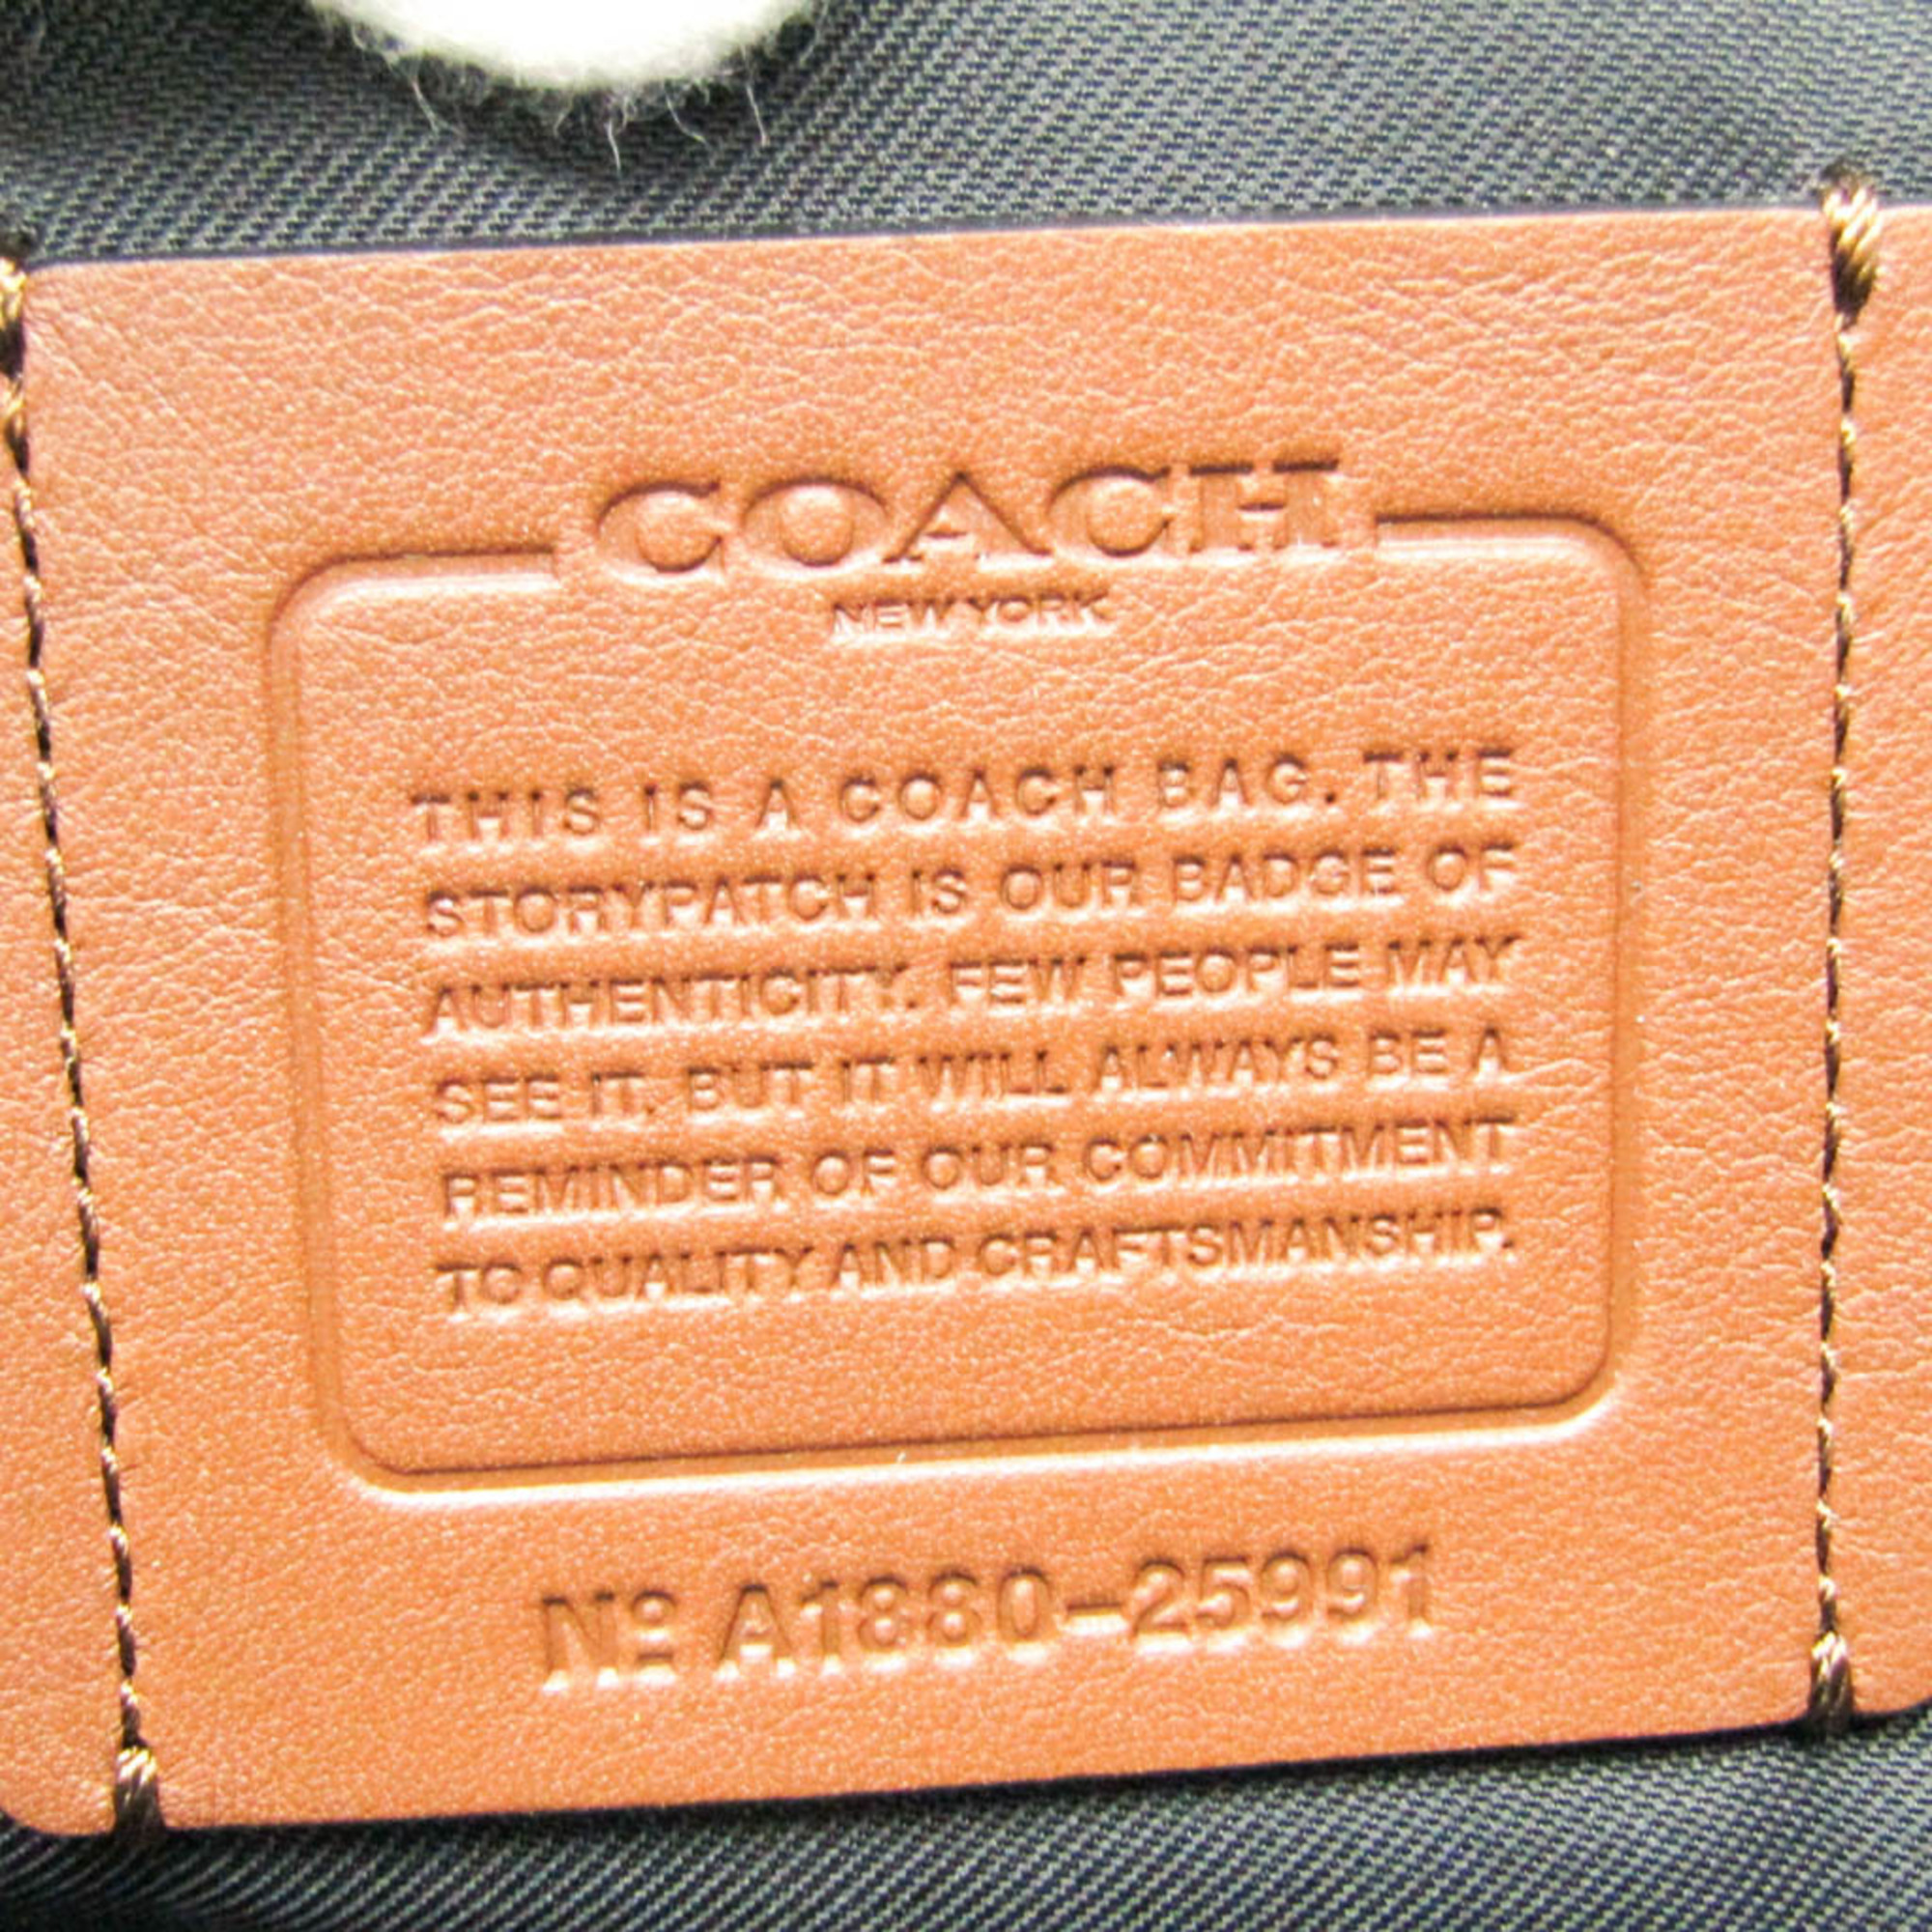 COACH
NEW YORK
THIS IS A COACH BAG. THE
STORYPATCH IS OUR BADGE OF
AUTHENTICITY. FEW PEOPLE MAY
SEE IT. BUT IT WILL ALWAYS BE A
REMINDER OF OUR COMMITMENT
TO QUALITY AND CRAFTSMANSHIP.
Nº A1880-25991